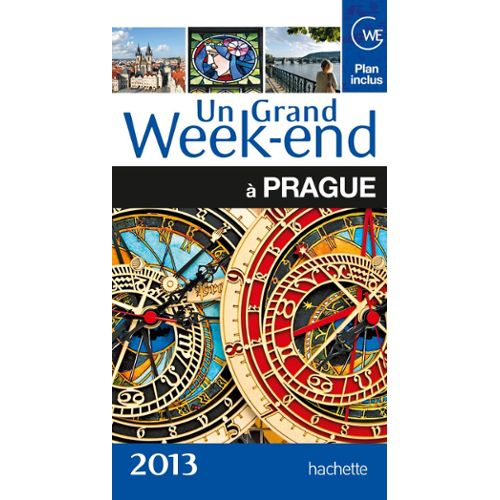 WE
Plan
inclus
Un Grand
Week-end
à PRAGUE
2013 hachette